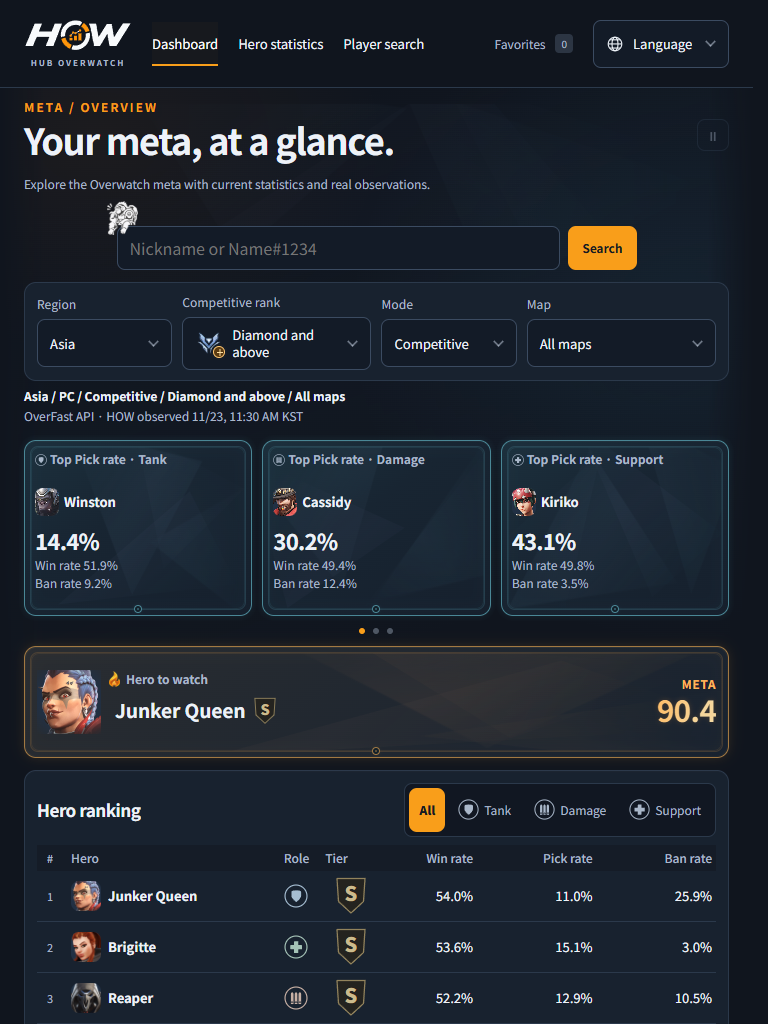 HOW
HUB OVERWATCH
Dashboard
Hero statistics
Player search
Favorites 0
Language
META / OVERVIEW
Your meta, at a glance.
Explore the Overwatch meta with current statistics and real observations.
Nickname or Name#1234
Search
Region
Competitive rank
Mode
Map
Asia
Diamond and above
Competitive
All maps
Asia / PC / Competitive / Diamond and above / All maps
OverFast API · HOW observed 11/23, 11:30 AM KST
Top Pick rate · Tank
Winston
14.4%
Win rate 51.9%
Ban rate 9.2%
Top Pick rate · Damage
Cassidy
30.2%
Win rate 49.4%
Ban rate 12.4%
Top Pick rate · Support
Kiriko
43.1%
Win rate 49.8%
Ban rate 3.5%
Hero to watch
Junker Queen S
META
90.4
Hero ranking
All
Tank
Damage
Support
# Hero Role Tier Win rate Pick rate Ban rate
1 Junker Queen S 54.0% 11.0% 25.9%
2 Brigitte S 53.6% 15.1% 3.0%
3 Reaper S 52.2% 12.9% 10.5%